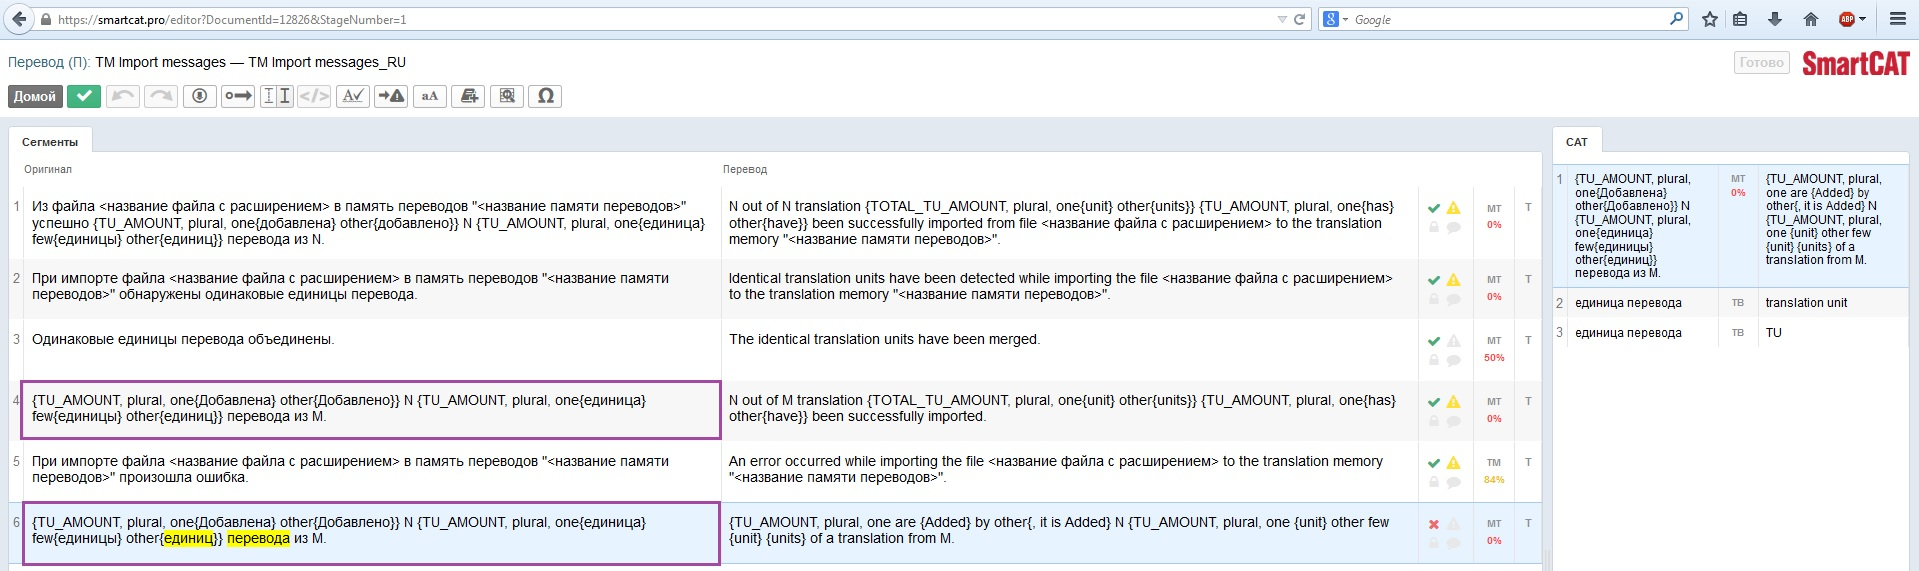 https://smartcat.pro/editor?DocumentId=12826&StageNumber=1
Google
Перевод (П): TM Import messages — TM Import messages_RU
Готово
SmartCAT
Домой
Сегменты
Оригинал
Перевод
1
Из файла <название файла с расширением> в память переводов "<название памяти переводов>"
успешно {TU_AMOUNT, plural, one{добавлена} other{добавлено}} N {TU_AMOUNT, plural, one{единица}
few{единицы} other{единиц}} перевода из N.
N out of N translation {TOTAL_TU_AMOUNT, plural, one{unit} other{units}} {TU_AMOUNT, plural, one{has}
other{have}} been successfully imported from file <название файла с расширением> to the translation
memory "<название памяти переводов>".
MT
0%
T
2
При импорте файла <название файла с расширением> в память переводов "<название памяти
переводов>" обнаружены одинаковые единицы перевода.
Identical translation units have been detected while importing the file <название файла с расширением>
to the translation memory "<название памяти переводов>".
MT
0%
T
3
Одинаковые единицы перевода объединены.
The identical translation units have been merged.
MT
50%
T
4
{TU_AMOUNT, plural, one{Добавлена} other{Добавлено}} N {TU_AMOUNT, plural, one{единица}
few{единицы} other{единиц}} перевода из M.
N out of M translation {TOTAL_TU_AMOUNT, plural, one{unit} other{units}} {TU_AMOUNT, plural, one{has}
other{have}} been successfully imported.
MT
0%
T
5
При импорте файла <название файла с расширением> в память переводов "<название памяти
переводов>" произошла ошибка.
An error occurred while importing the file <название файла с расширением> to the translation memory
"<название памяти переводов>".
TM
84%
T
6
{TU_AMOUNT, plural, one{Добавлена} other{Добавлено}} N {TU_AMOUNT, plural, one{единица}
few{единицы} other{единиц}} перевода из M.
{TU_AMOUNT, plural, one are {Added} by other{, it is Added} N {TU_AMOUNT, plural, one {unit} other few
{unit} {units} of a translation from M.
MT
0%
T
CAT
1
{TU_AMOUNT, plural,
one{Добавлена}
other{Добавлено}} N
{TU_AMOUNT, plural,
one{единица}
few{единицы}
other{единиц}}
перевода из M.
MT
0%
{TU_AMOUNT, plural,
one are {Added} by
other{, it is Added} N
{TU_AMOUNT, plural,
one {unit} other few
{unit} {units} of a
translation from M.
2
единица перевода
TB
translation unit
3
единица перевода
TB
TU